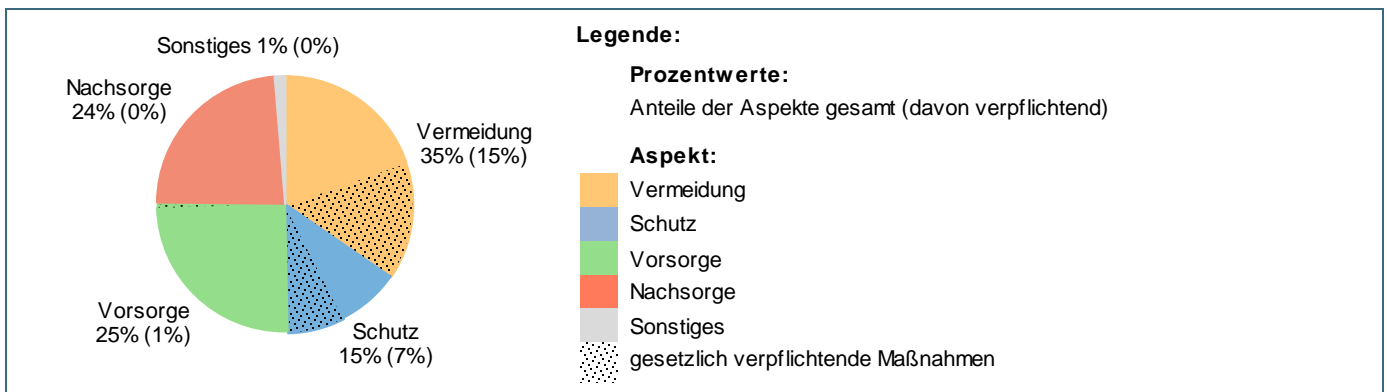 Sonstiges 1% (0%)
Nachsorge
24% (0%)
Vermeidung
35% (15%)
Vorsorge
25% (1%)
Schutz
15% (7%)
Legende:
Prozentwerte:
Anteile der Aspekte gesamt (davon verpflichtend)
Aspekt:
Vermeidung
Schutz
Vorsorge
Nachsorge
Sonstiges
gesetzlich verpflichtende Maßnahmen